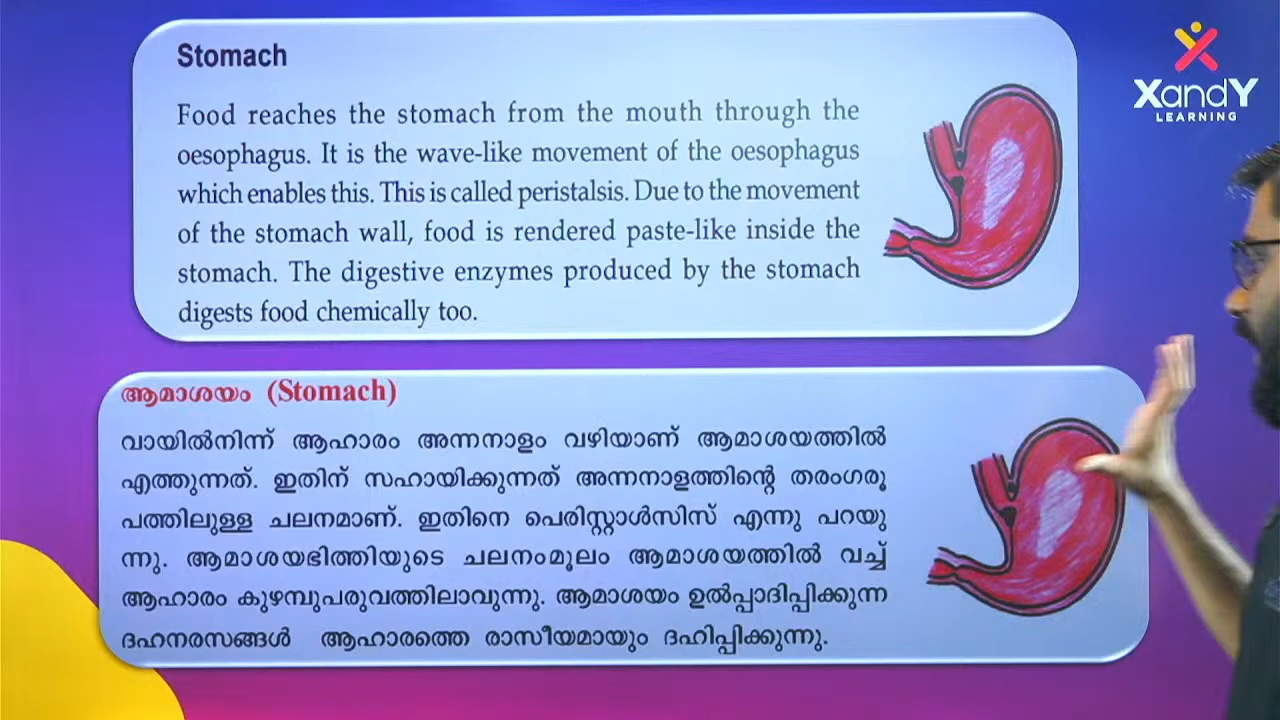 Stomach
Food reaches the stomach from the mouth through the
oesophagus. It is the wave-like movement of the oesophagus
which enables this. This is called peristalsis. Due to the movement
of the stomach wall, food is rendered paste-like inside the
stomach. The digestive enzymes produced by the stomach
digests food chemically too.
XandY
LEARNING
ആമാശയം (Stomach)
വായിൽനിന്ന് ആഹാരം അന്നനാളം വഴിയാണ് ആമാശയത്തിൽ
എത്തുന്നത്. ഇതിന് സഹായിക്കുന്നത് അന്നനാളത്തിന്റെ തരംഗരൂ
പത്തിലുള്ള ചലനമാണ്. ഇതിനെ പെരിസ്റ്റാൾസിസ് എന്നു പറയു
ന്നു. ആമാശയഭിത്തിയുടെ ചലനംമൂലം ആമാശയത്തിൽ വച്ച്
ആഹാരം കുഴമ്പുപരുവത്തിലാവുന്നു. ആമാശയം ഉൽപ്പാദിപ്പിക്കുന്ന
ദഹനരസങ്ങൾ ആഹാരത്തെ രാസീയമായും ദഹിപ്പിക്കുന്നു.